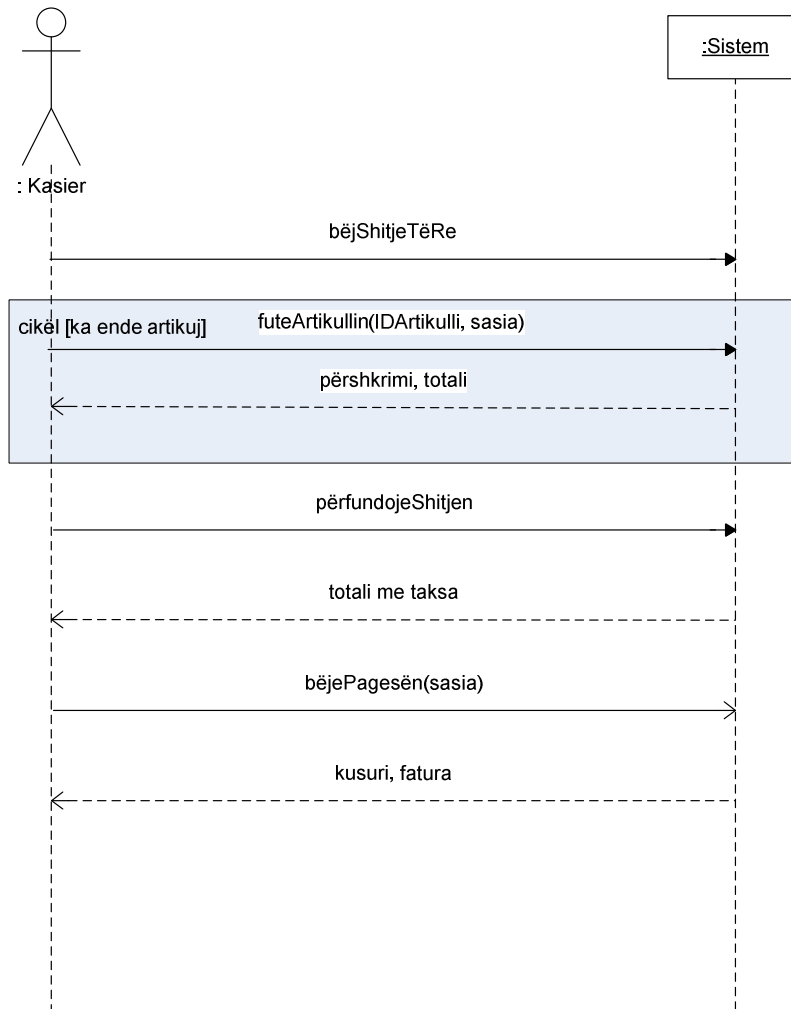 :Sistem
: Kasier
bëjShitjeTëRe
cikël [ka ende artikuj]
futeArtikullin(IDArtikulli, sasia)
përshkrimi, totali
përfundojeShitjen
totali me taksa
bëjePagesën(sasia)
kusuri, fatura